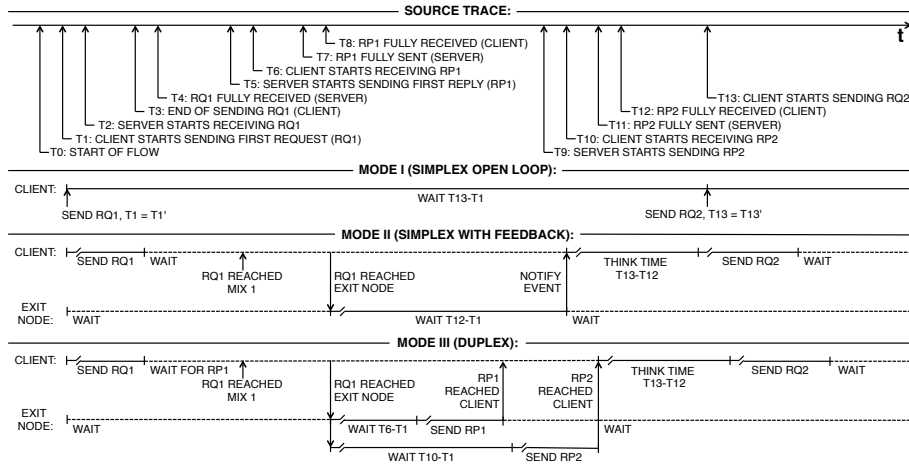 SOURCE TRACE:
t
T8: RP1 FULLY RECEIVED (CLIENT)
T7: RP1 FULLY SENT (SERVER)
T6: CLIENT STARTS RECEIVING RP1
T5: SERVER STARTS SENDING FIRST REPLY (RP1)
T4: RQ1 FULLY RECEIVED (SERVER)
T3: END OF SENDING RQ1 (CLIENT)
T2: SERVER STARTS RECEIVING RQ1
T1: CLIENT STARTS SENDING FIRST REQUEST (RQ1)
T0: START OF FLOW
T13: CLIENT STARTS SENDING RQ2
T12: RP2 FULLY RECEIVED (CLIENT)
T11: RP2 FULLY SENT (SERVER)
T10: CLIENT STARTS RECEIVING RP2
T9: SERVER STARTS SENDING RP2
MODE I (SIMPLEX OPEN LOOP):
CLIENT:
WAIT T13-T1
SEND RQ1, T1 = T1'
SEND RQ2, T13 = T13'
MODE II (SIMPLEX WITH FEEDBACK):
CLIENT:
SEND RQ1
WAIT
RQ1 REACHED
MIX 1
RQ1 REACHED
EXIT NODE
NOTIFY
EVENT
THINK TIME
T13-T12
SEND RQ2
WAIT
EXIT
NODE:
WAIT
WAIT T12-T1
WAIT
MODE III (DUPLEX):
CLIENT:
SEND RQ1
WAIT FOR RP1
RQ1 REACHED
MIX 1
RQ1 REACHED
EXIT NODE
RP1
REACHED
CLIENT
RP2
REACHED
CLIENT
THINK TIME
T13-T12
SEND RQ2
WAIT
EXIT
NODE:
WAIT
WAIT T6-T1
SEND RP1
WAIT
WAIT T10-T1
SEND RP2